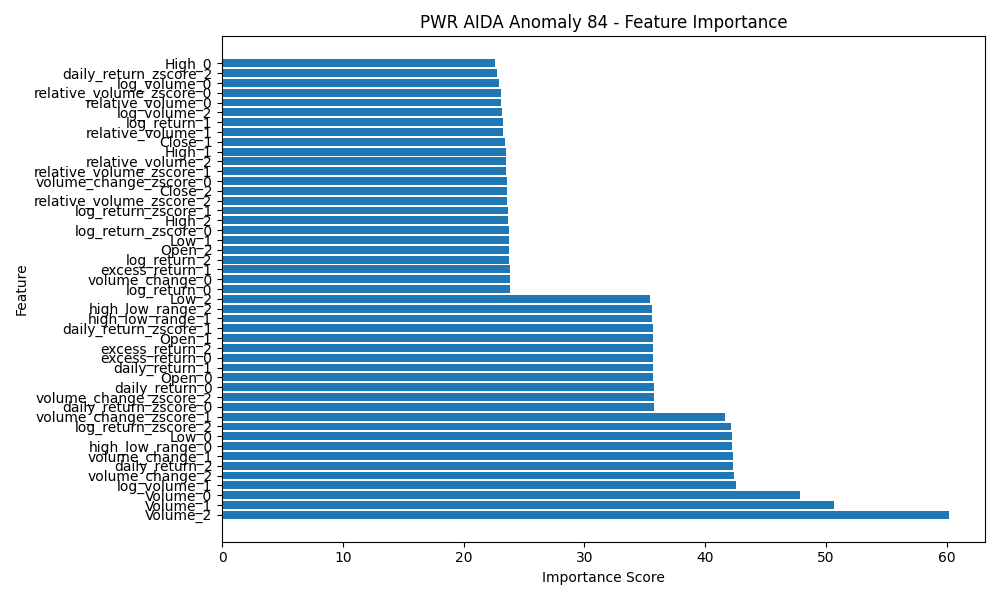 PWR AIDA Anomaly 84 - Feature Importance
High_0
daily_return_zscore_2
log_volume_0
relative_volume_zscore_0
relative_volume_0
log_volume_2
log_return_1
relative_volume_1
Close_1
High_1
relative_volume_2
relative_volume_zscore_1
volume_change_zscore_0
Close_2
relative_volume_zscore_2
log_return_zscore_1
High_2
log_return_zscore_0
Low_1
Open_2
log_return_2
excess_return_1
volume_change_0
log_return_0
Low_2
high_low_range_2
high_low_range_1
daily_return_zscore_1
Open_1
excess_return_2
excess_return_0
daily_return_1
Open_0
daily_return_0
volume_change_zscore_2
daily_return_zscore_0
volume_change_zscore_1
log_return_zscore_2
Low_0
high_low_range_0
volume_change_1
daily_return_2
volume_change_2
log_volume_1
Volume_0
Volume_1
Volume_2
Feature
0 10 20 30 40 50 60
Importance Score